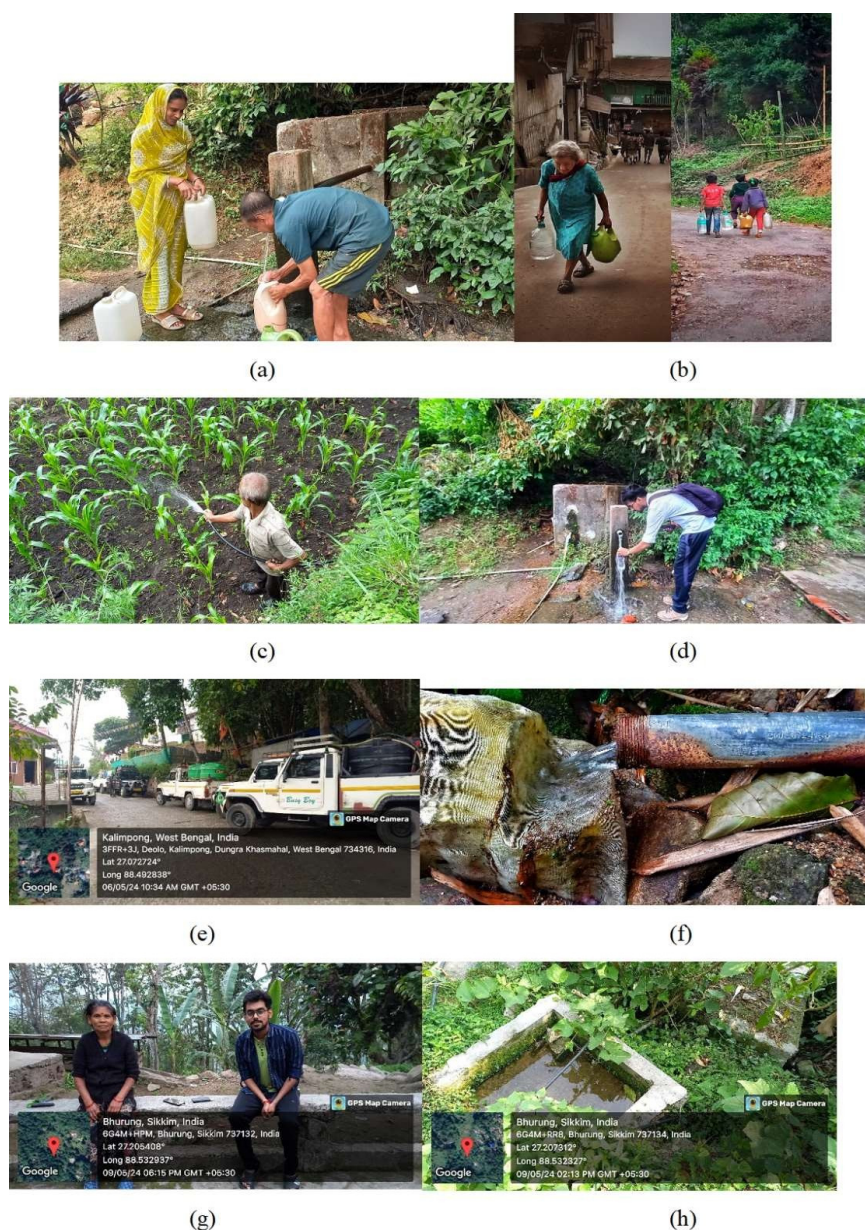 (a)
(b)
(c)
(d)
Busy Boy
GPS Map Camera
Google
Kalimpong, West Bengal, India
3FFR+3J, Deolo, Kalimpong, Dungra Khasmahal, West Bengal 734316, India
Lat 27.072724°
Long 88.492838°
06/05/24 10:34 AM GMT +05:30
(e)
(f)
GPS Map Camera
Google
Bhurung, Sikkim, India
6G4M+HPM, Bhurung, Sikkim 737132, India
Lat 27.205408°
Long 88.532937°
09/05/24 06:15 PM GMT +05:30
(g)
GPS Map Camera
Google
Bhurung, Sikkim, India
6G4M+RR8, Bhurung, Sikkim 737134, India
Lat 27.207312°
Long 88.532327°
09/05/24 02:13 PM GMT +05:30
(h)